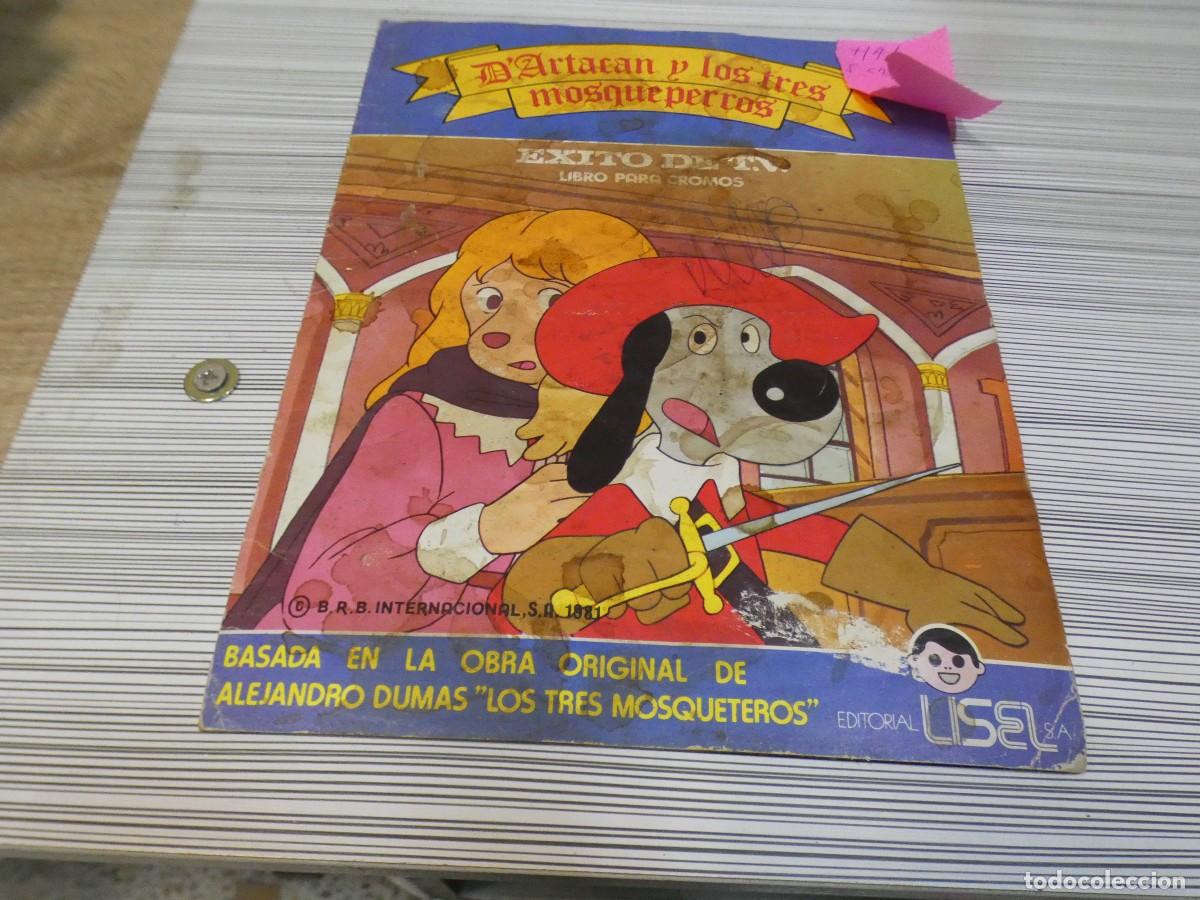 D'Artacan y los tres
mosqueperros
EXITO DE T.V.
LIBRO PARA CROMOS
© B.R.B. INTERNACIONAL, S.A. 1981
BASADA EN LA OBRA ORIGINAL DE
ALEJANDRO DUMAS "LOS TRES MOSQUETEROS"
EDITORIAL LISEL S.A.
todocoleccion